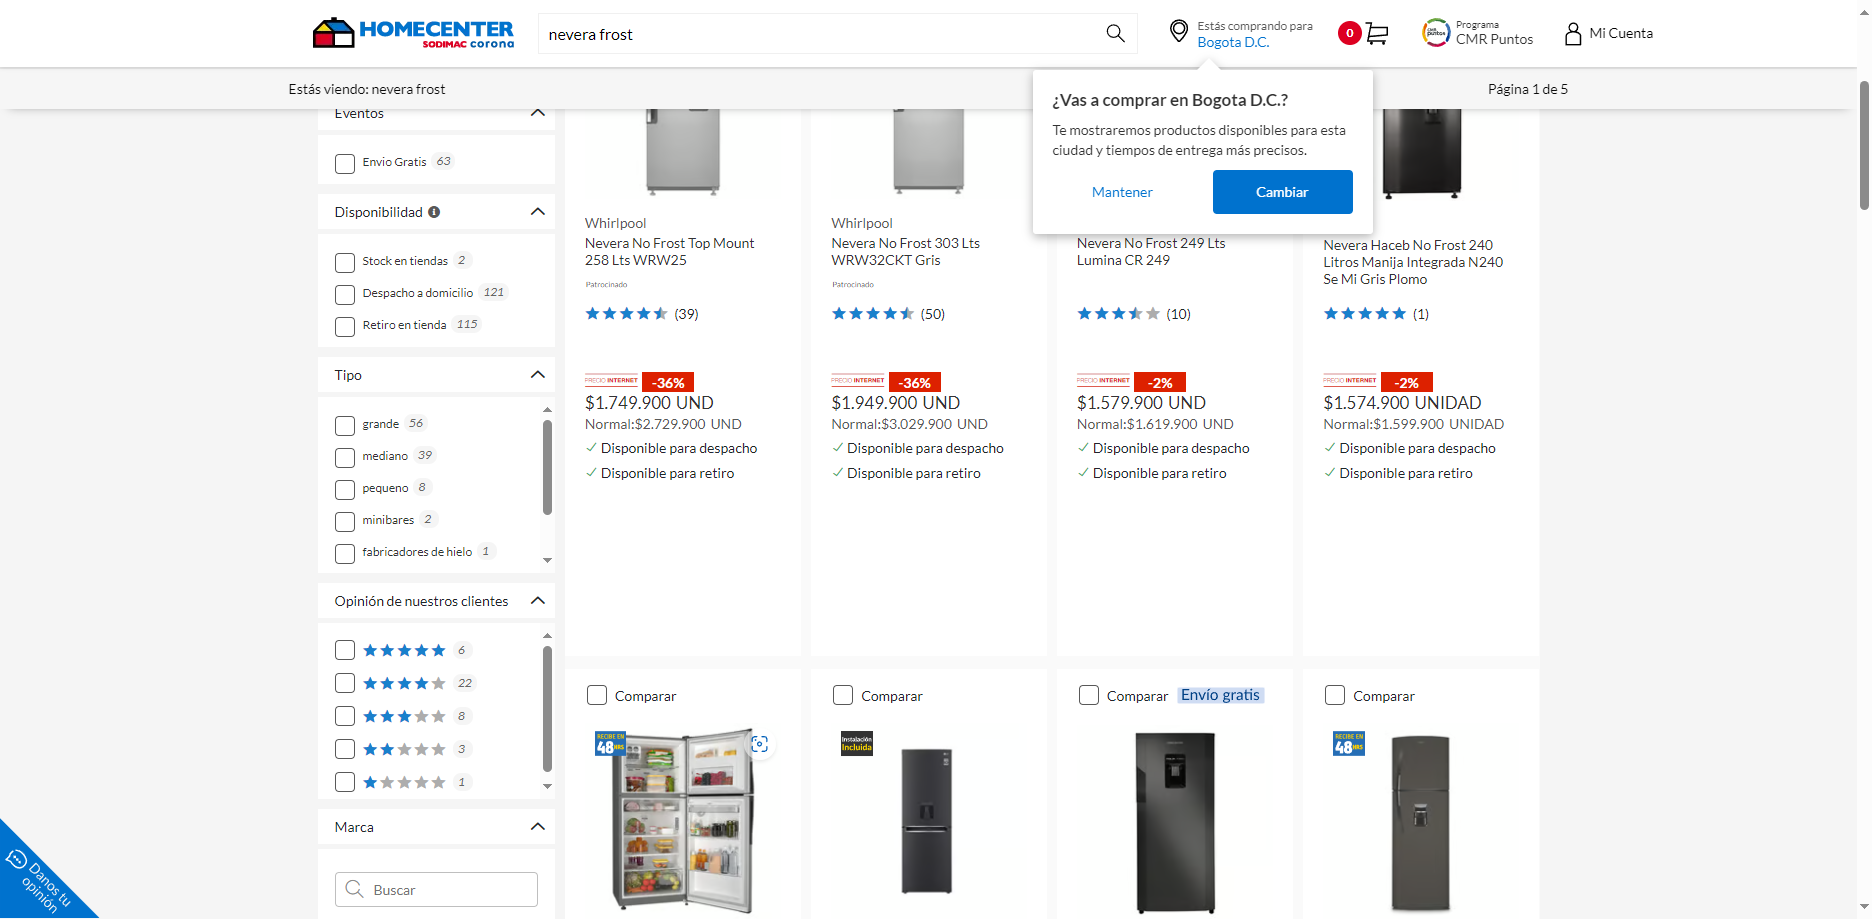 HOMECENTER
SODIMAC corona
nevera frost
Estás comprando para
Bogota D.C.
0
Programa
CMR Puntos
Mi Cuenta
Estás viendo: nevera frost
Página 1 de 5
¿Vas a comprar en Bogota D.C.?
Te mostraremos productos disponibles para esta
ciudad y tiempos de entrega más precisos.
Mantener
Cambiar
Eventos
Envio Gratis 63
Disponibilidad
Stock en tiendas 2
Despacho a domicilio 121
Retiro en tienda 115
Tipo
grande 56
mediano 39
pequeno 8
minibares 2
fabricadores de hielo 1
Opinión de nuestros clientes
6
22
8
3
1
Marca
Buscar
Danos tu
opinión
Whirlpool
Nevera No Frost Top Mount
258 Lts WRW25
Patrocinado
(39)
PRECIO INTERNET -36%
$1.749.900 UND
Normal:$2.729.900 UND
Disponible para despacho
Disponible para retiro
Whirlpool
Nevera No Frost 303 Lts
WRW32CKT Gris
Patrocinado
(50)
PRECIO INTERNET -36%
$1.949.900 UND
Normal:$3.029.900 UND
Disponible para despacho
Disponible para retiro
Nevera No Frost 249 Lts
Lumina CR 249
(10)
PRECIO INTERNET -2%
$1.579.900 UND
Normal:$1.619.900 UND
Disponible para despacho
Disponible para retiro
Nevera Haceb No Frost 240
Litros Manija Integrada N240
Se Mi Gris Plomo
(1)
PRECIO INTERNET -2%
$1.574.900 UNIDAD
Normal:$1.599.900 UNIDAD
Disponible para despacho
Disponible para retiro
Comparar
RECIBE EN
48HRS
Comparar
Instalación
Incluida
Comparar Envío gratis
Comparar
RECIBE EN
48HRS